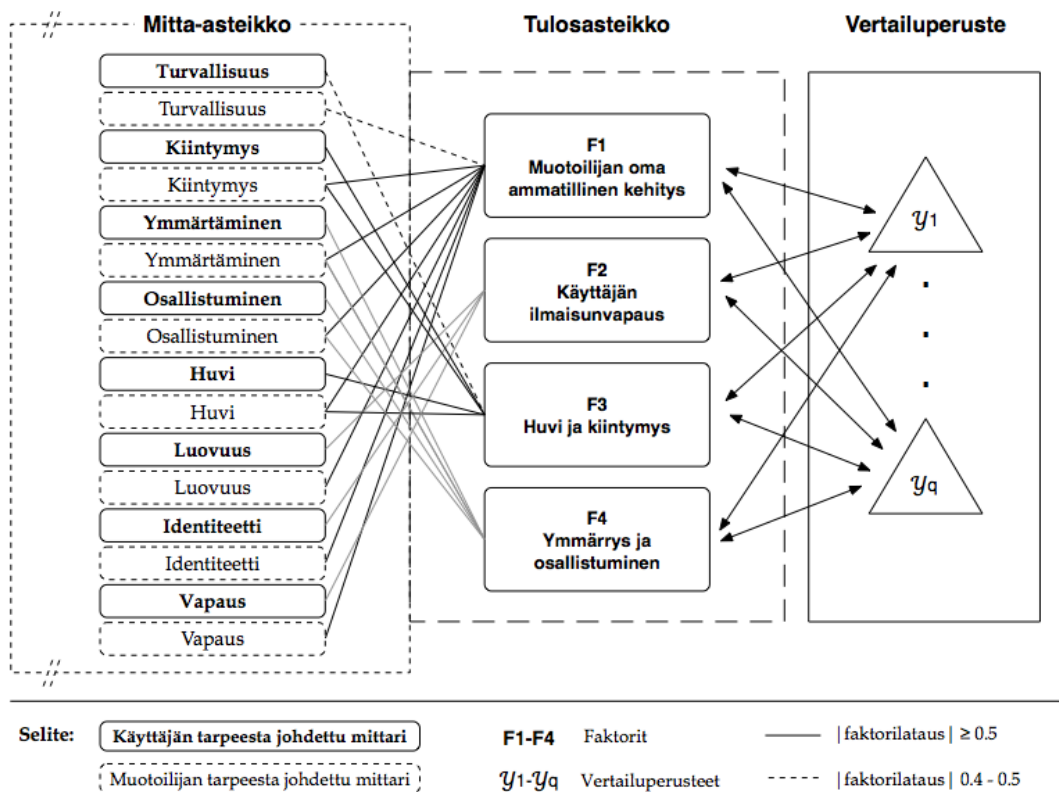 Mitta-asteikko
Tulosasteikko
Vertailuperuste
Turvallisuus
Turvallisuus
Kiintymys
Kiintymys
Ymmärtäminen
Ymmärtäminen
Osallistuminen
Osallistuminen
Huvi
Huvi
Luovuus
Luovuus
Identiteetti
Identiteetti
Vapaus
Vapaus
F1
Muotoilijan oma
ammatillinen kehitys
F2
Käyttäjän
ilmaisunvapaus
F3
Huvi ja kiintymys
F4
Ymmärrys ja
osallistuminen
y1
yq
Selite:
Käyttäjän tarpeesta johdettu mittari
Muotoilijan tarpeesta johdettu mittari
F1-F4 Faktorit
y1-yq Vertailuperusteet
|faktorilataus| ≥ 0.5
|faktorilataus| 0.4 - 0.5